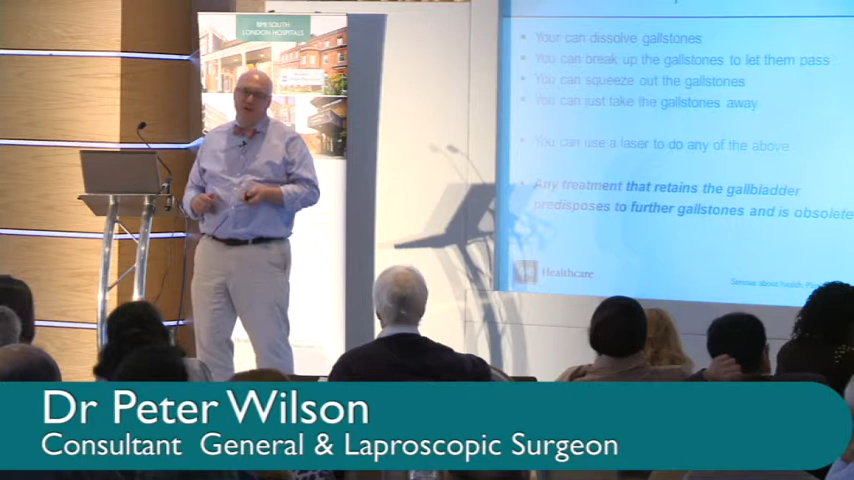 BMI SOUTH
LONDON HOSPITALS
Your can dissolve gallstones
You can break up the gallstones to let them pass
You can squeeze out the gallstones
You can just take the gallstones away.
You can use a laser to do any of the above
Any treatment that retains the gallbladder
predisposes to further gallstones and is obsolete
Healthcare
Serious about health.
Dr Peter Wilson
Consultant General & Laproscopic Surgeon